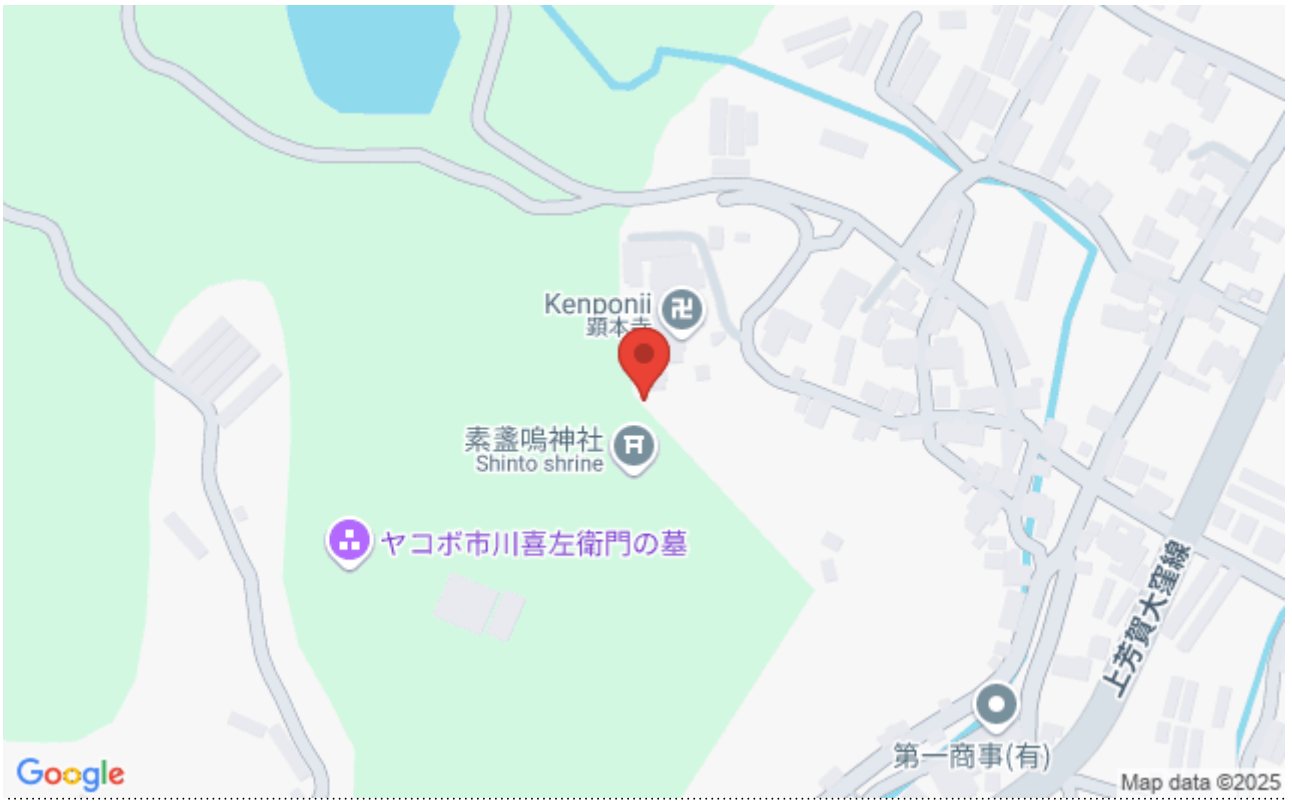 Kenponji
顕本寺
素盞嗚神社
Shinto shrine
ヤコボ市川喜左衛門の墓
上芳賀大窪線
第一商事(有)
Google
Map data ©2025